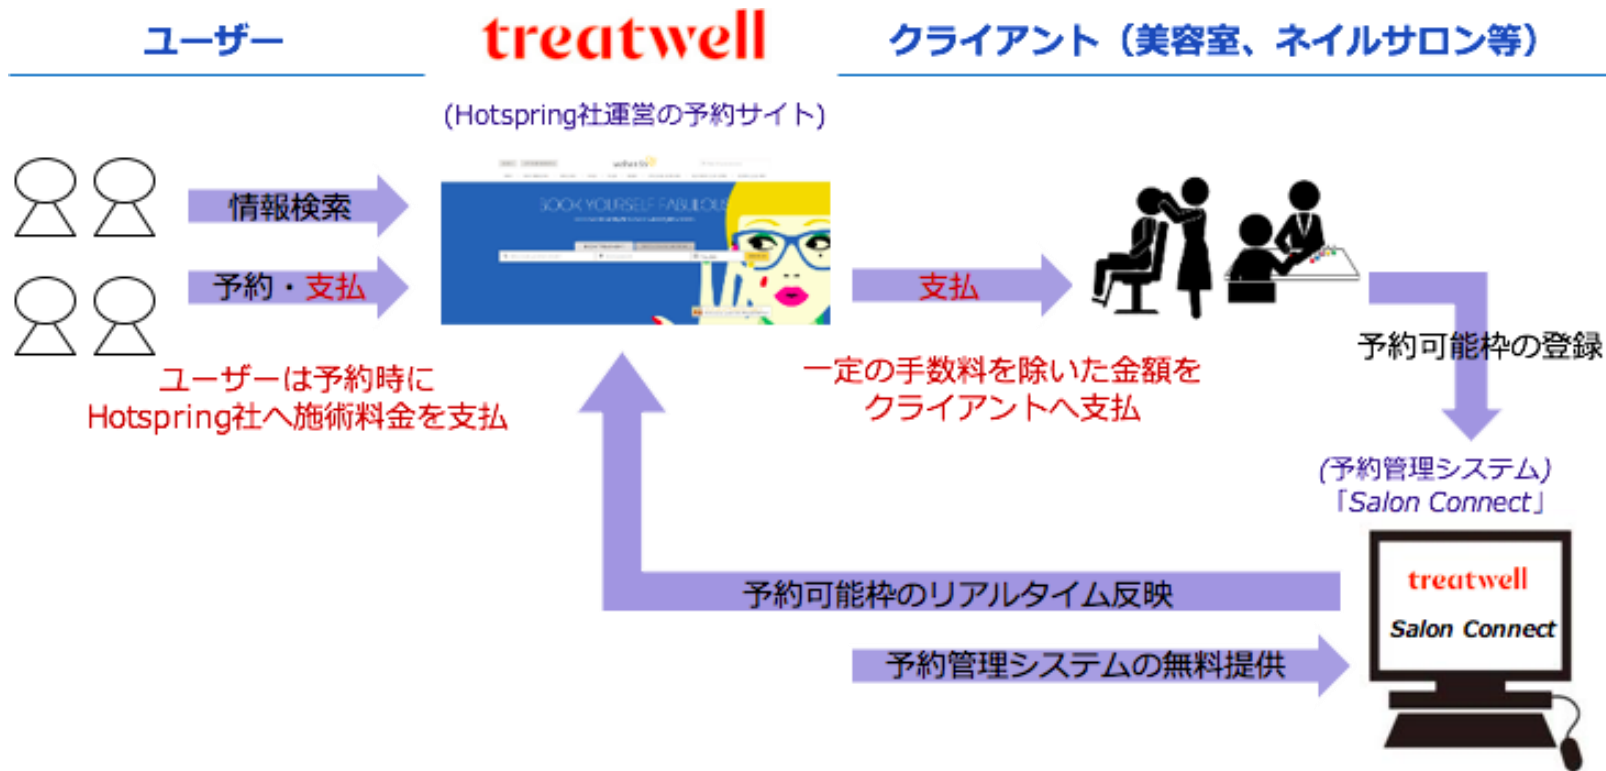 ユーザー
treatwell
クライアント（美容室、ネイルサロン等）
(Hotspring社運営の予約サイト)
BOOK YOURSELF FABULOUS
情報検索
予約・支払
支払
ユーザーは予約時に
Hotspring社へ施術料金を支払
一定の手数料を除いた金額を
クライアントへ支払
予約可能枠の登録
(予約管理システム)
「Salon Connect」
treatwell
Salon Connect
予約可能枠のリアルタイム反映
予約管理システムの無料提供